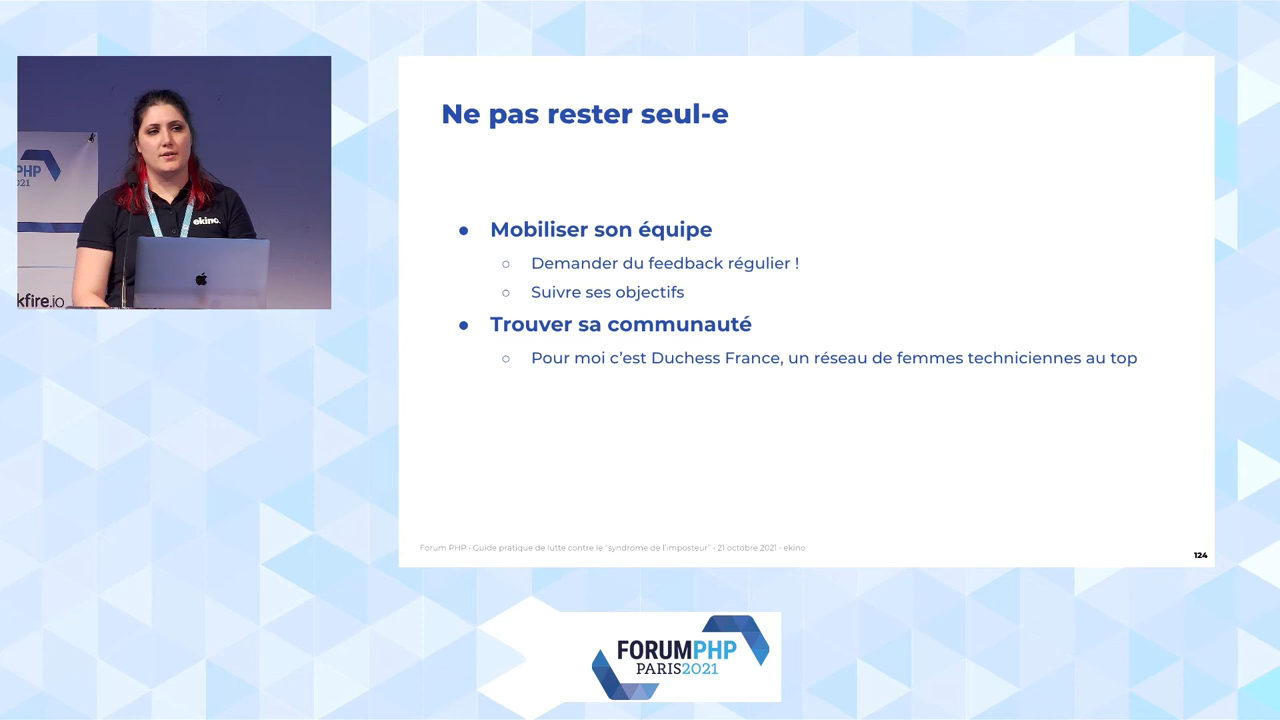 PHP
2021
ekino.
kfire.io
Ne pas rester seul-e
● Mobiliser son équipe
○ Demander du feedback régulier !
○ Suivre ses objectifs
● Trouver sa communauté
○ Pour moi c’est Duchess France, un réseau de femmes techniciennes au top
Forum PHP - Guide pratique de lutte contre le “syndrome de l’imposteur” - 21 octobre 2021 - ekino
124
FORUMPHP
PARIS2021